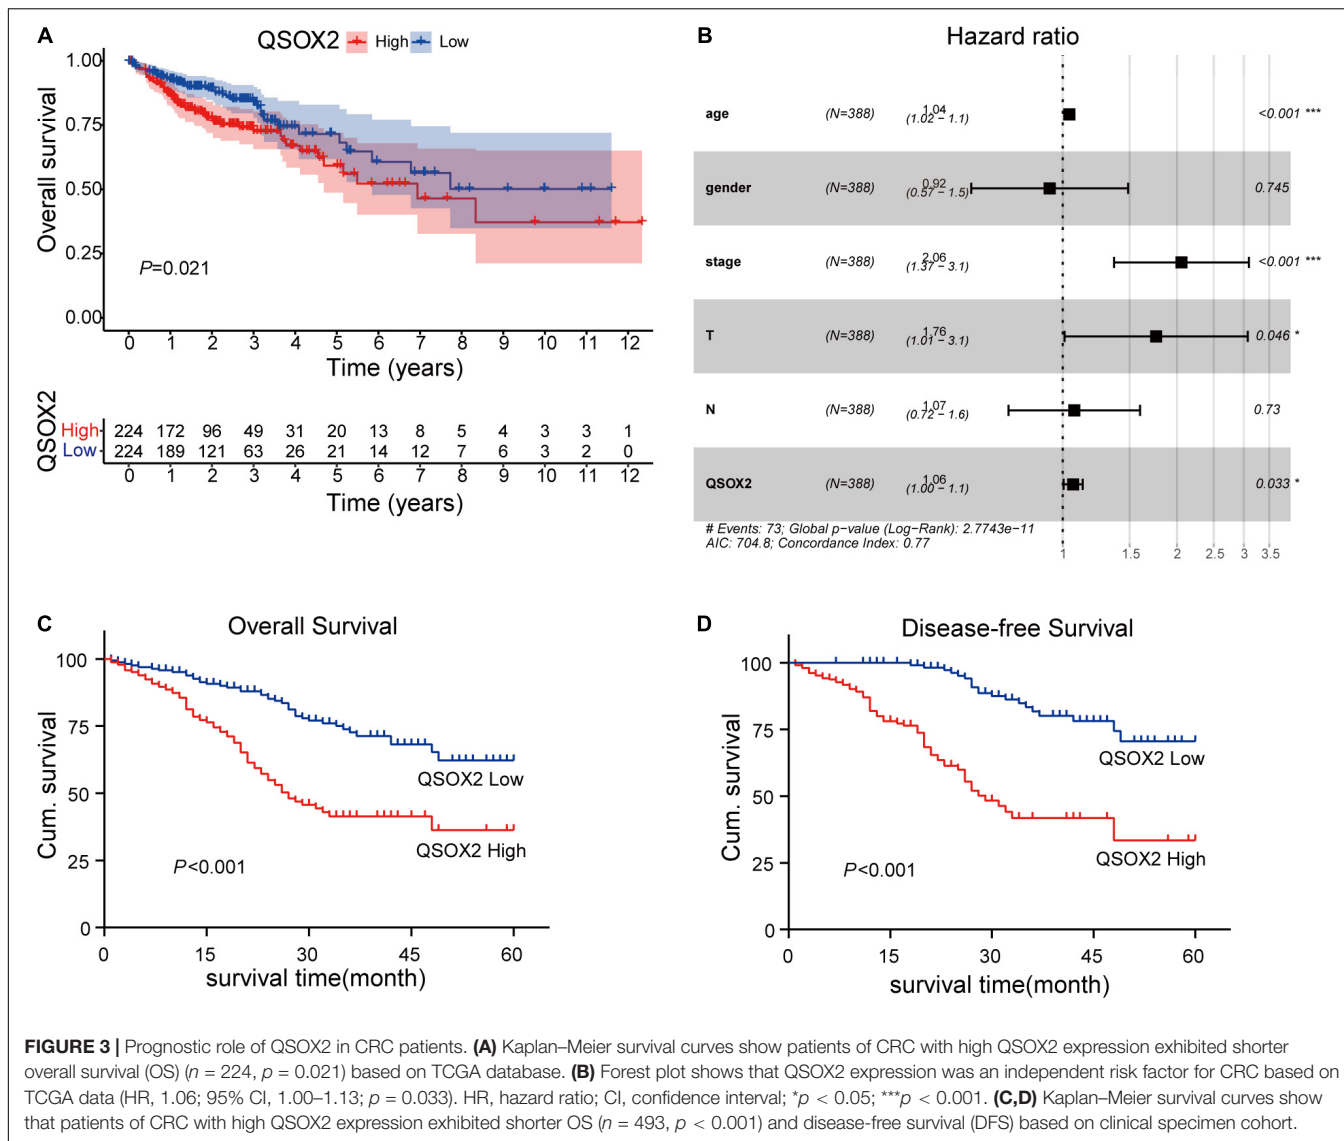 A
QSOX2 High Low
Overall survival
1.00
0.75
0.50
0.25
0.00
P=0.021
0 1 2 3 4 5 6 7 8 9 10 11 12
Time (years)
QSOX2
High 224 172 96 49 31 20 13 8 5 4 3 3 1
Low 224 189 121 63 26 21 14 12 7 6 3 2 0
0 1 2 3 4 5 6 7 8 9 10 11 12
Time (years)
B
Hazard ratio
age (N=388) 1.04 <0.001 ***
(1.02 − 1.1)
gender (N=388) 0.92 0.745
(0.57 − 1.5)
stage (N=388) 2.06 <0.001 ***
(1.37 − 3.1)
T (N=388) 1.76 0.046 *
(1.01 − 3.1)
N (N=388) 1.07 0.73
(0.72 − 1.6)
QSOX2 (N=388) 1.06 0.033 *
(1.00 − 1.1)
# Events: 73; Global p−value (Log−Rank): 2.7743e−11
AIC: 704.8; Concordance Index: 0.77
1 1.5 2 2.5 3 3.5
C
Overall Survival
Cum. survival
100
75
50
25
0
QSOX2 Low
QSOX2 High
P<0.001
0 15 30 45 60
survival time(month)
D
Disease-free Survival
Cum. survival
100
75
50
25
0
QSOX2 Low
QSOX2 High
P<0.001
0 15 30 45 60
survival time(month)
FIGURE 3 | Prognostic role of QSOX2 in CRC patients. (A) Kaplan–Meier survival curves show patients of CRC with high QSOX2 expression exhibited shorter
overall survival (OS) (n = 224, p = 0.021) based on TCGA database. (B) Forest plot shows that QSOX2 expression was an independent risk factor for CRC based on
TCGA data (HR, 1.06; 95% CI, 1.00–1.13; p = 0.033). HR, hazard ratio; CI, confidence interval; *p < 0.05; ***p < 0.001. (C,D) Kaplan–Meier survival curves show
that patients of CRC with high QSOX2 expression exhibited shorter OS (n = 493, p < 0.001) and disease-free survival (DFS) based on clinical specimen cohort.